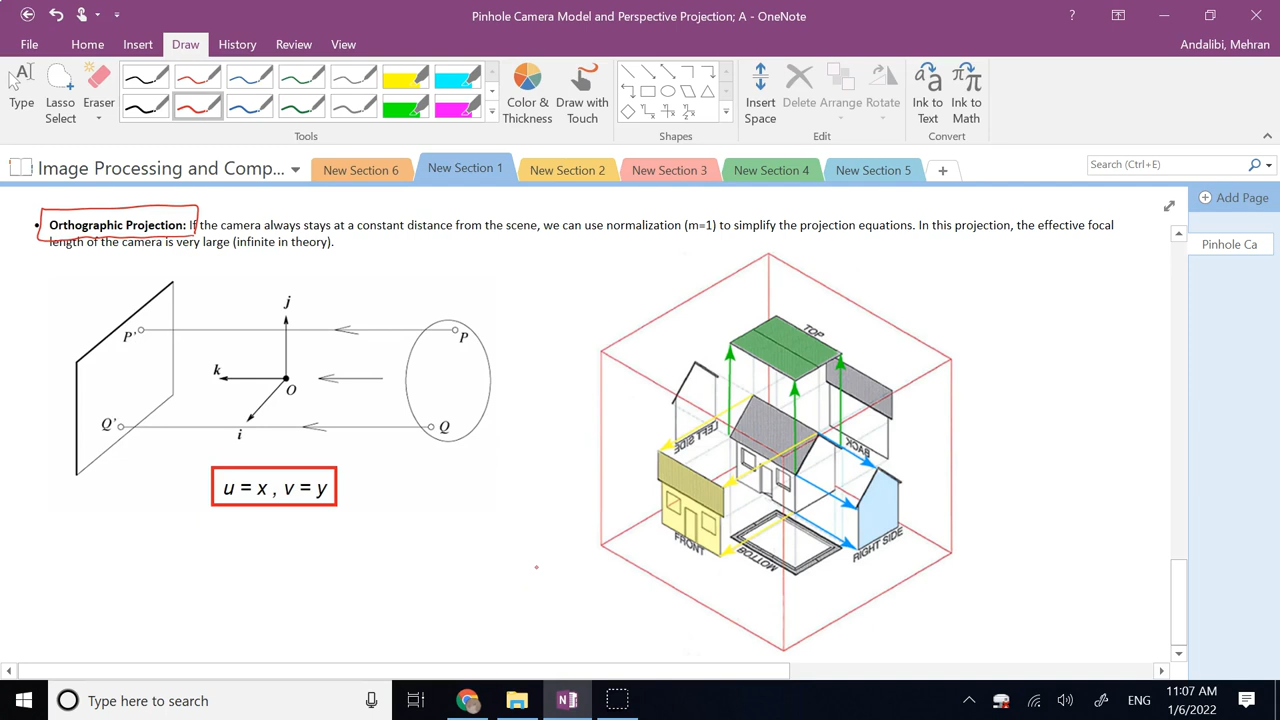 Pinhole Camera Model and Perspective Projection; A - OneNote
File Home Insert Draw History Review View
Andalibi, Mehran
Type
Lasso Select
Eraser
Color & Thickness
Draw with Touch
Insert Space
Delete
Arrange
Rotate
Ink to Text
Ink to Math
Tools
Shapes
Edit
Convert
Image Processing and Comp...
New Section 6
New Section 1
New Section 2
New Section 3
New Section 4
New Section 5
Search (Ctrl+E)
Add Page
Pinhole Ca
• Orthographic Projection: If the camera always stays at a constant distance from the scene, we can use normalization (m=1) to simplify the projection equations. In this projection, the effective focal
length of the camera is very large (infinite in theory).
j
P'
P
k
O
Q'
i
Q
u = x , v = y
TOP
LEFT SIDE
BACK
FRONT
BOTTOM
RIGHT SIDE
Type here to search
ENG
11:07 AM
1/6/2022